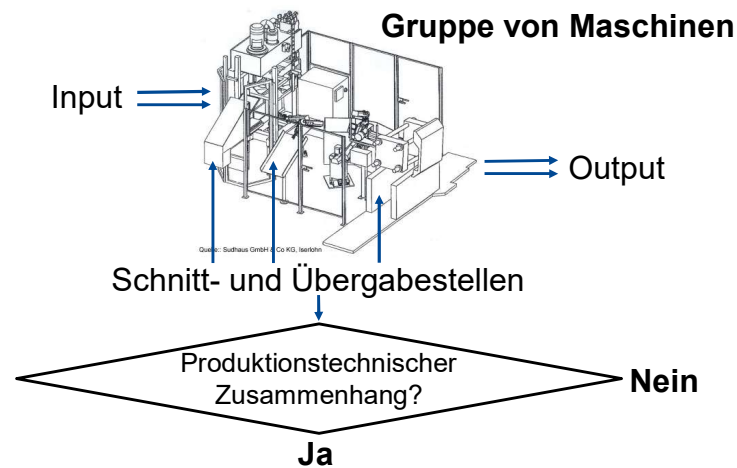 Gruppe von Maschinen
Input
Output
Quelle:: Sudhaus GmbH & Co KG, Iserlohn
Schnitt- und Übergabestellen
Produktionstechnischer
Zusammenhang?
Nein
Ja